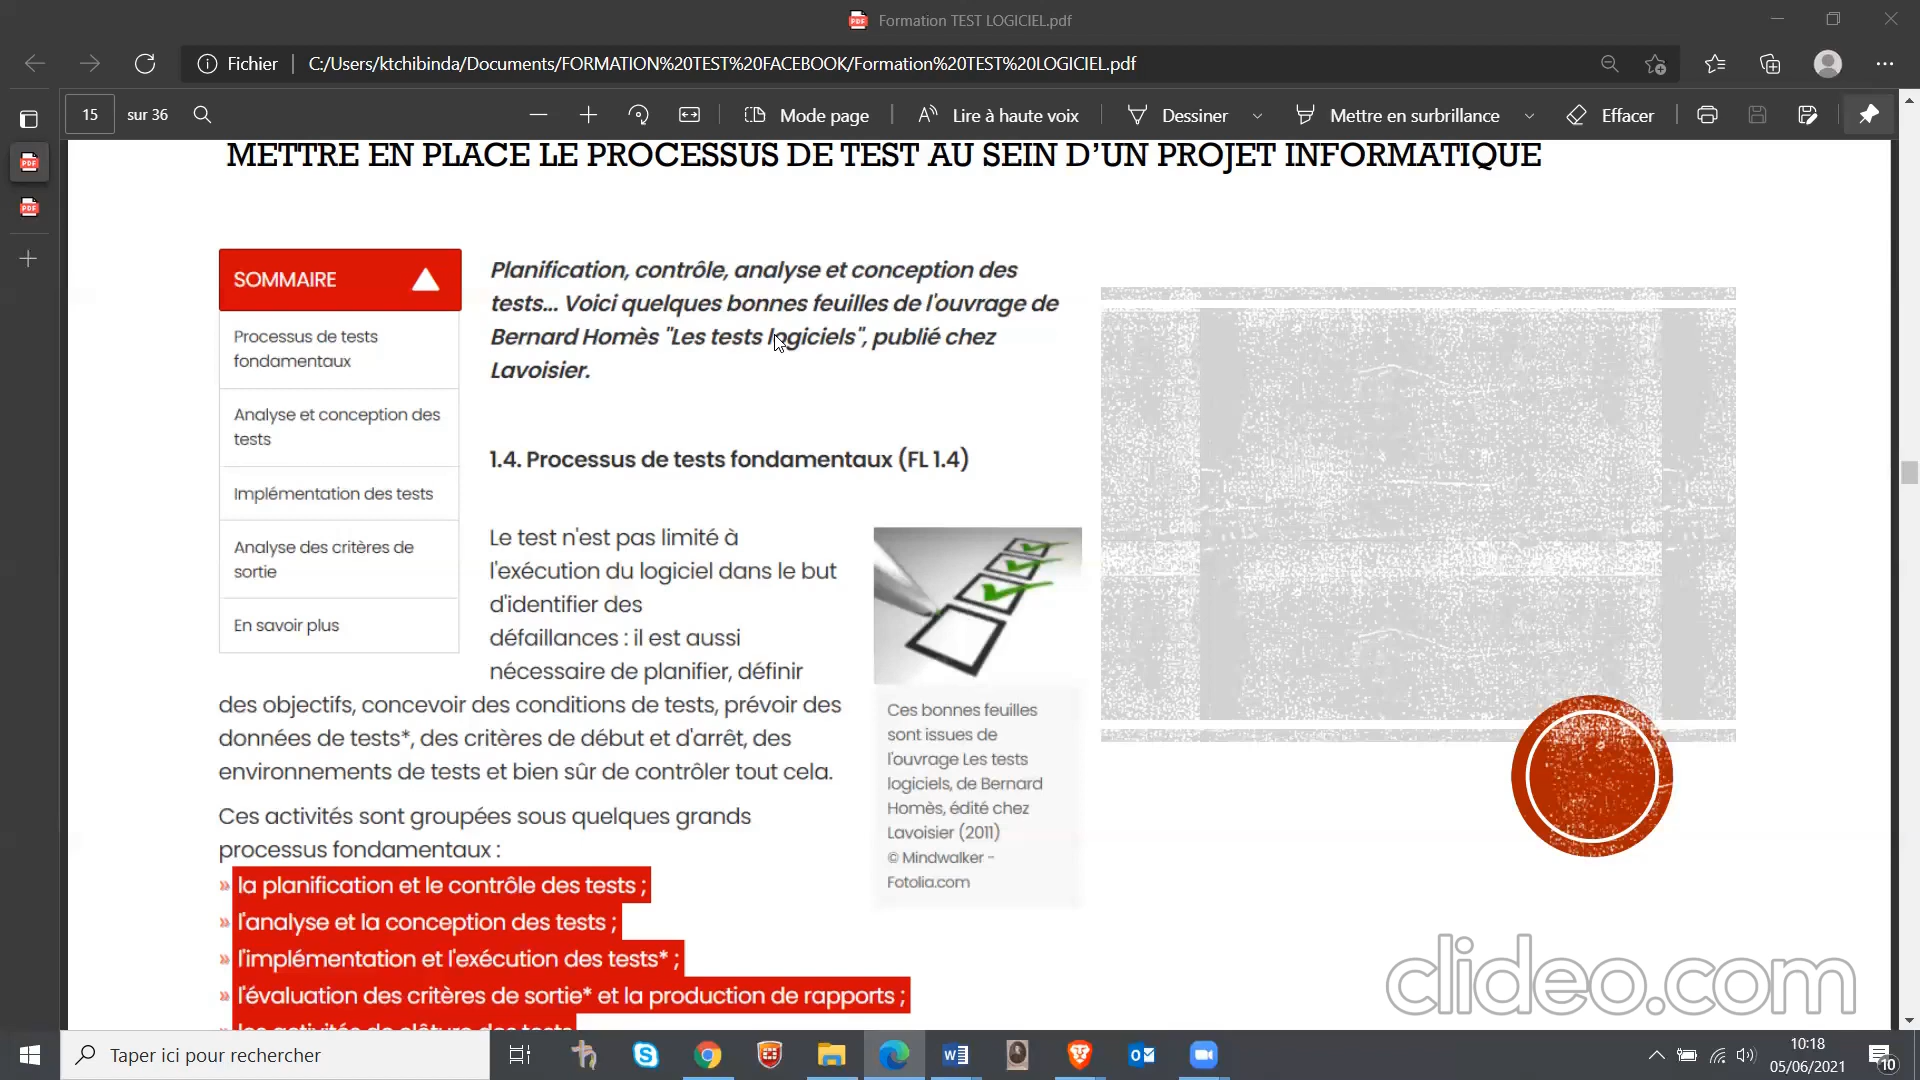 Formation TEST LOGICIEL.pdf
Fichier
C:/Users/ktchibinda/Documents/FORMATION%20TEST%20FACEBOOK/Formation%20TEST%20LOGICIEL.pdf
15 sur 36
Mode page
Lire à haute voix
Dessiner
Mettre en surbrillance
Effacer
METTRE EN PLACE LE PROCESSUS DE TEST AU SEIN D'UN PROJET INFORMATIQUE
SOMMAIRE
Processus de tests
fondamentaux
Analyse et conception des
tests
Implémentation des tests
Analyse des critères de
sortie
En savoir plus
Planification, contrôle, analyse et conception des
tests... Voici quelques bonnes feuilles de l'ouvrage de
Bernard Homès "Les tests logiciels", publié chez
Lavoisier.
1.4. Processus de tests fondamentaux (FL 1.4)
Le test n'est pas limité à
l'exécution du logiciel dans le but
d'identifier des
défaillances : il est aussi
nécessaire de planifier, définir
des objectifs, concevoir des conditions de tests, prévoir des
données de tests*, des critères de début et d'arrêt, des
environnements de tests et bien sûr de contrôler tout cela.
Ces activités sont groupées sous quelques grands
processus fondamentaux :
» la planification et le contrôle des tests ;
» l'analyse et la conception des tests ;
» l'implémentation et l'exécution des tests* ;
» l'évaluation des critères de sortie* et la production de rapports ;
» les activités de clôture des tests
Ces bonnes feuilles
sont issues de
l'ouvrage Les tests
logiciels, de Bernard
Homès, édité chez
Lavoisier (2011)
© Mindwalker -
Fotolia.com
clideo.com
Taper ici pour rechercher
10:18
05/06/2021
10